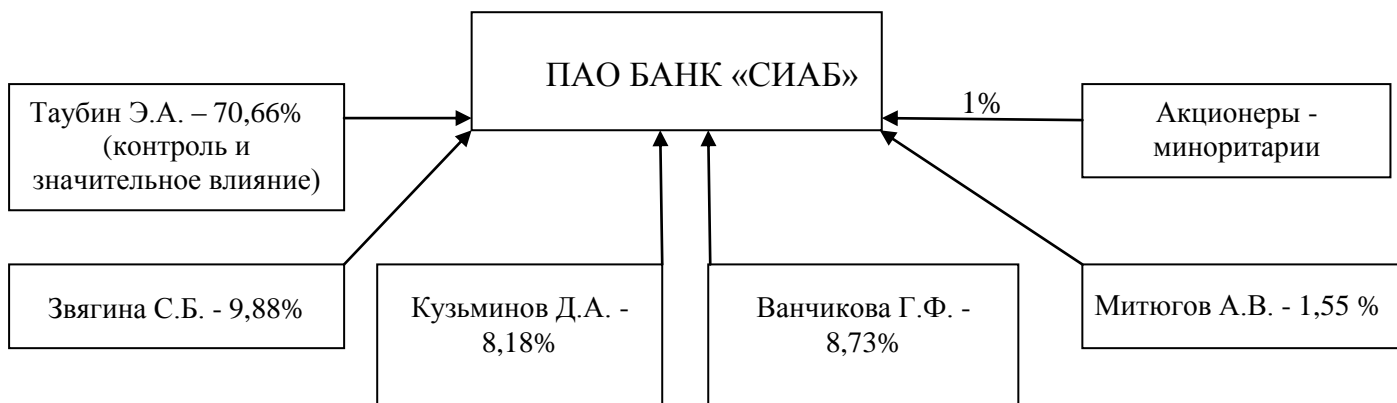 ПАО БАНК «СИАБ»
Таубин Э.А. – 70,66%
(контроль и
значительное влияние)
1%
Акционеры -
миноритарии
Звягина С.Б. - 9,88%
Кузьминов Д.А. -
8,18%
Ванчикова Г.Ф. -
8,73%
Митюгов А.В. - 1,55 %